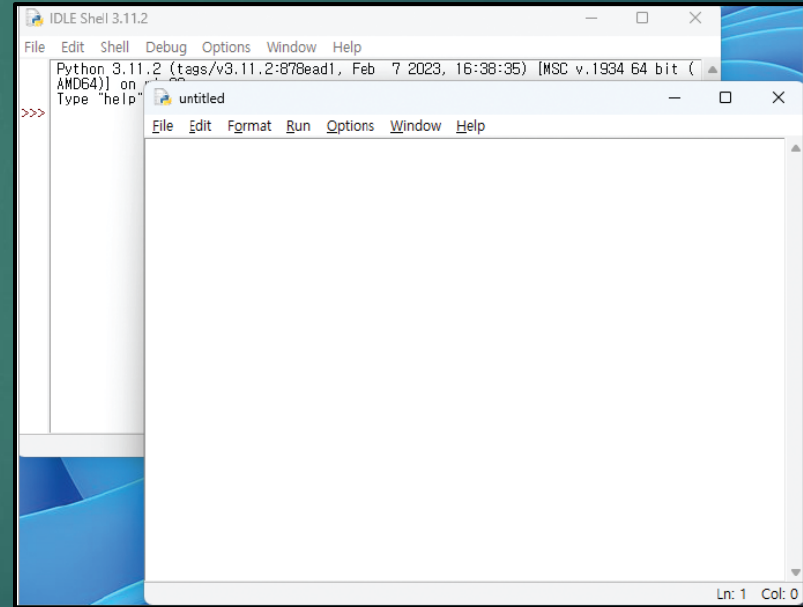 IDLE Shell 3.11.2
File Edit Shell Debug Options Window Help
Python 3.11.2 (tags/v3.11.2:878ead1, Feb 7 2023, 16:38:35) [MSC v.1934 64 bit (
AMD64)] on
Type "help"
>>>
untitled
File Edit Format Run Options Window Help
Ln: 1 Col: 0